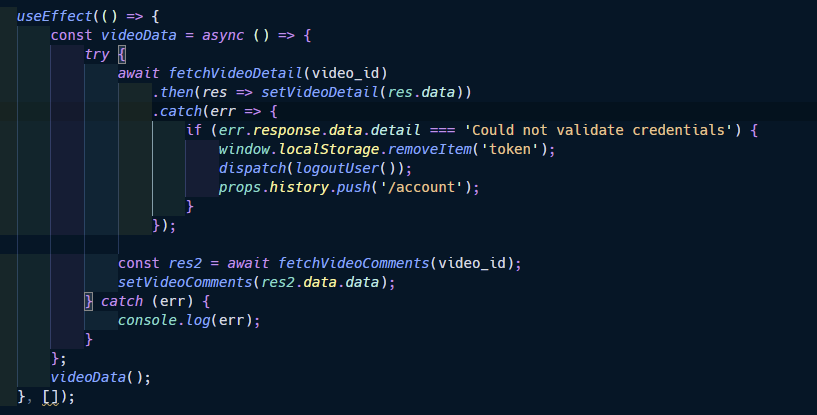 useEffect(() => {
const videoData = async () => {
try {
await fetchVideoDetail(video_id)
.then(res => setVideoDetail(res.data))
.catch(err => {
if (err.response.data.detail === 'Could not validate credentials') {
window.localStorage.removeItem('token');
dispatch(logoutUser());
props.history.push('/account');
}
});
const res2 = await fetchVideoComments(video_id);
setVideoComments(res2.data.data);
} catch (err) {
console.log(err);
}
};
videoData();
}, []);